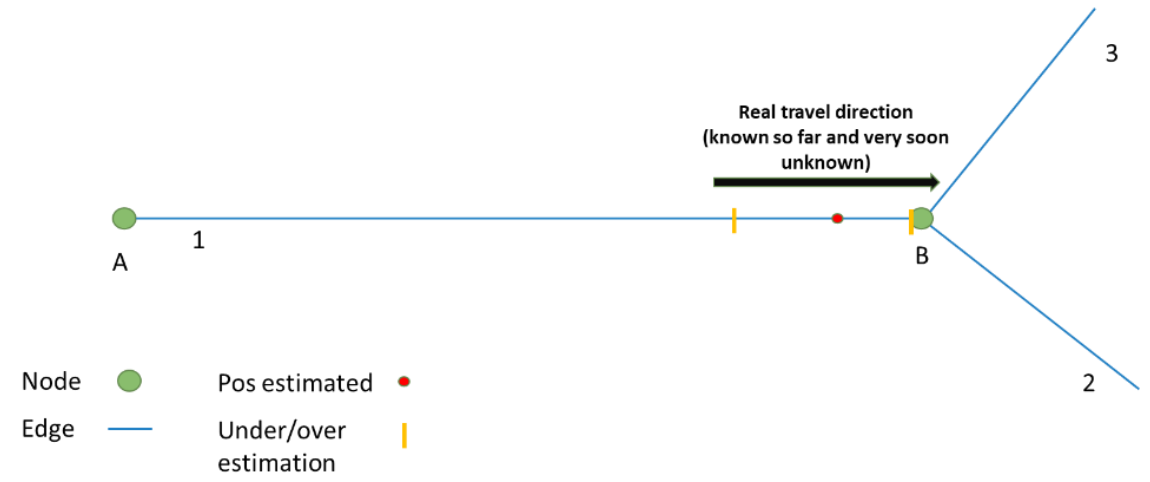 3
Real travel direction
(known so far and very soon
unknown)
1
A
B
2
Node
Pos estimated
Edge
Under/over
estimation